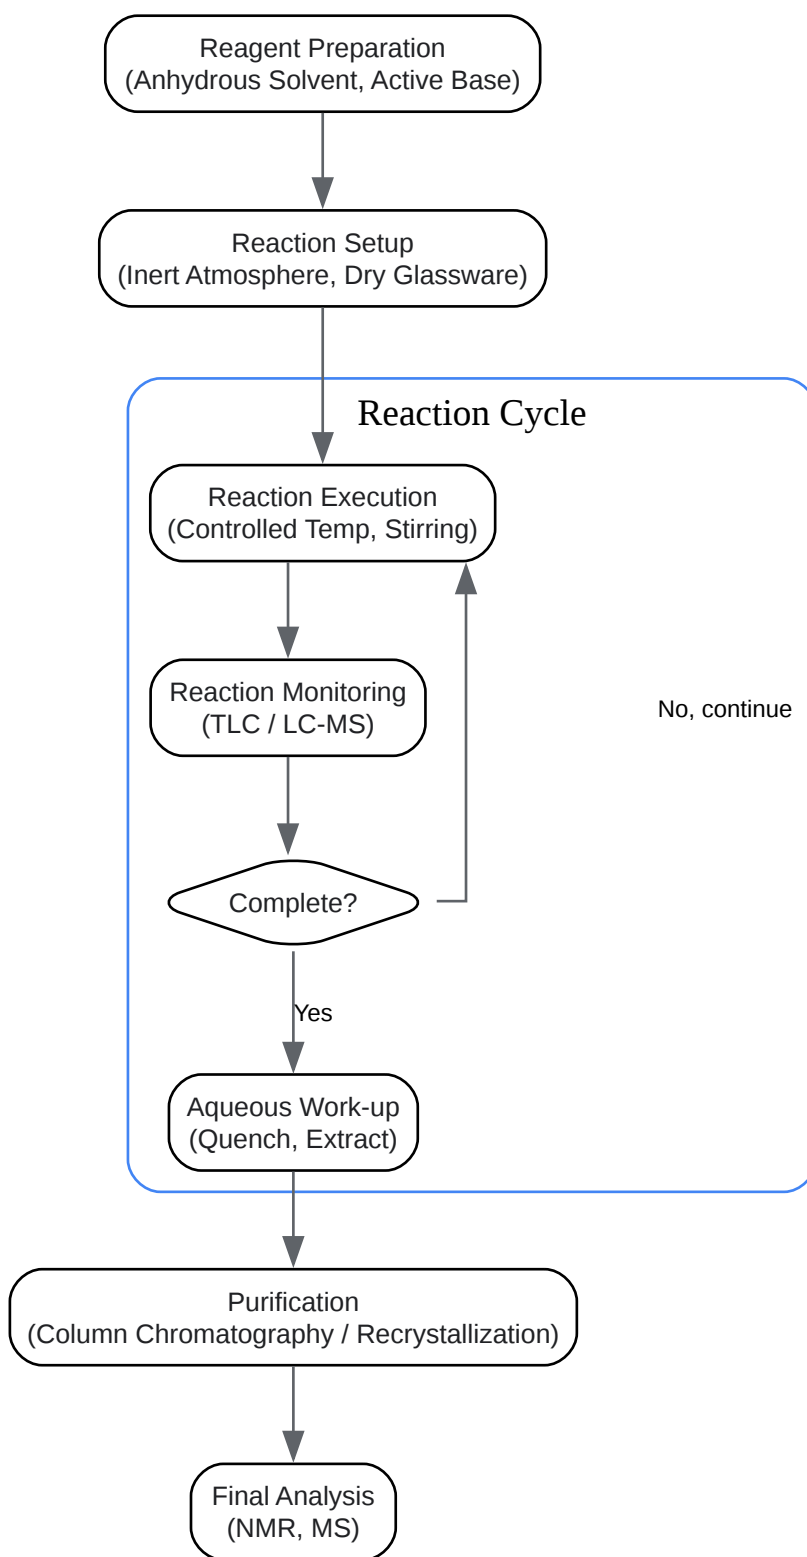 Reagent Preparation
(Anhydrous Solvent, Active Base)
Reaction Setup
(Inert Atmosphere, Dry Glassware)
Reaction Cycle
Reaction Execution
(Controlled Temp, Stirring)
Reaction Monitoring
(TLC / LC-MS)
No, continue
Complete?
Yes
Aqueous Work-up
(Quench, Extract)
Purification
(Column Chromatography / Recrystallization)
Final Analysis
(NMR, MS)